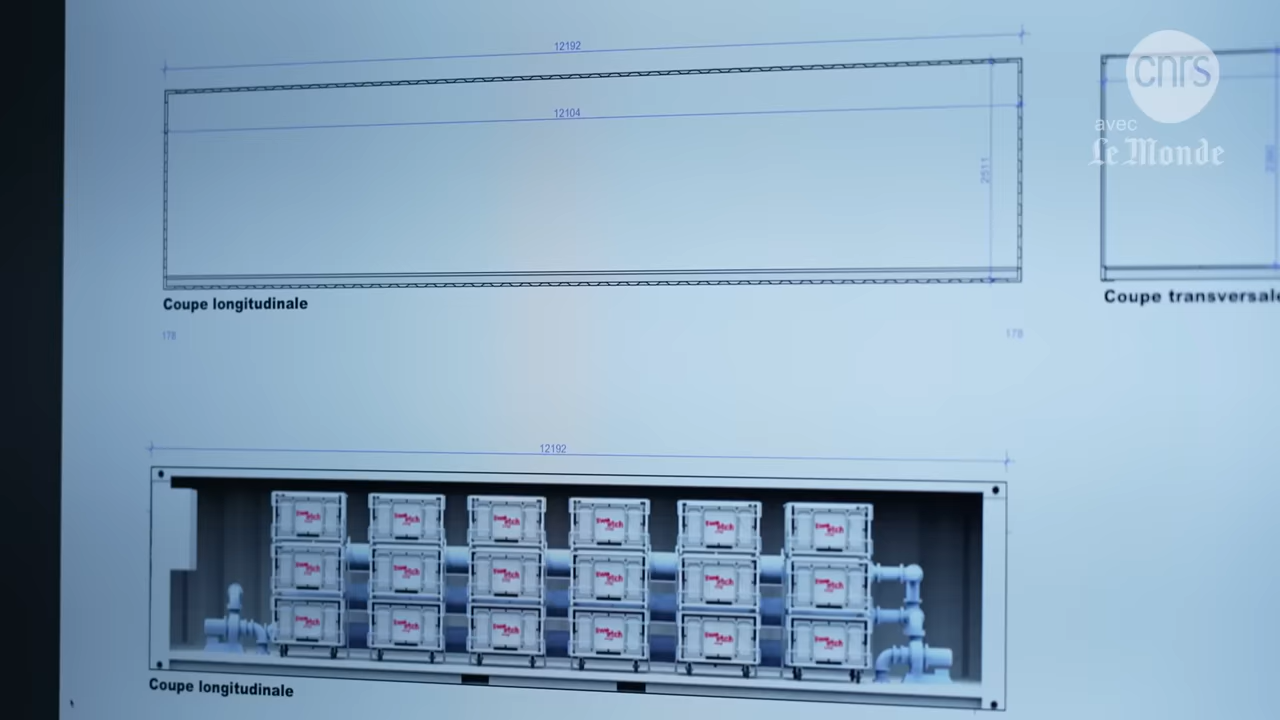 12192
cnrs
12104
avec
Le Monde
2511
Coupe longitudinale
Coupe transversale
178
178
12192
Coupe longitudinale